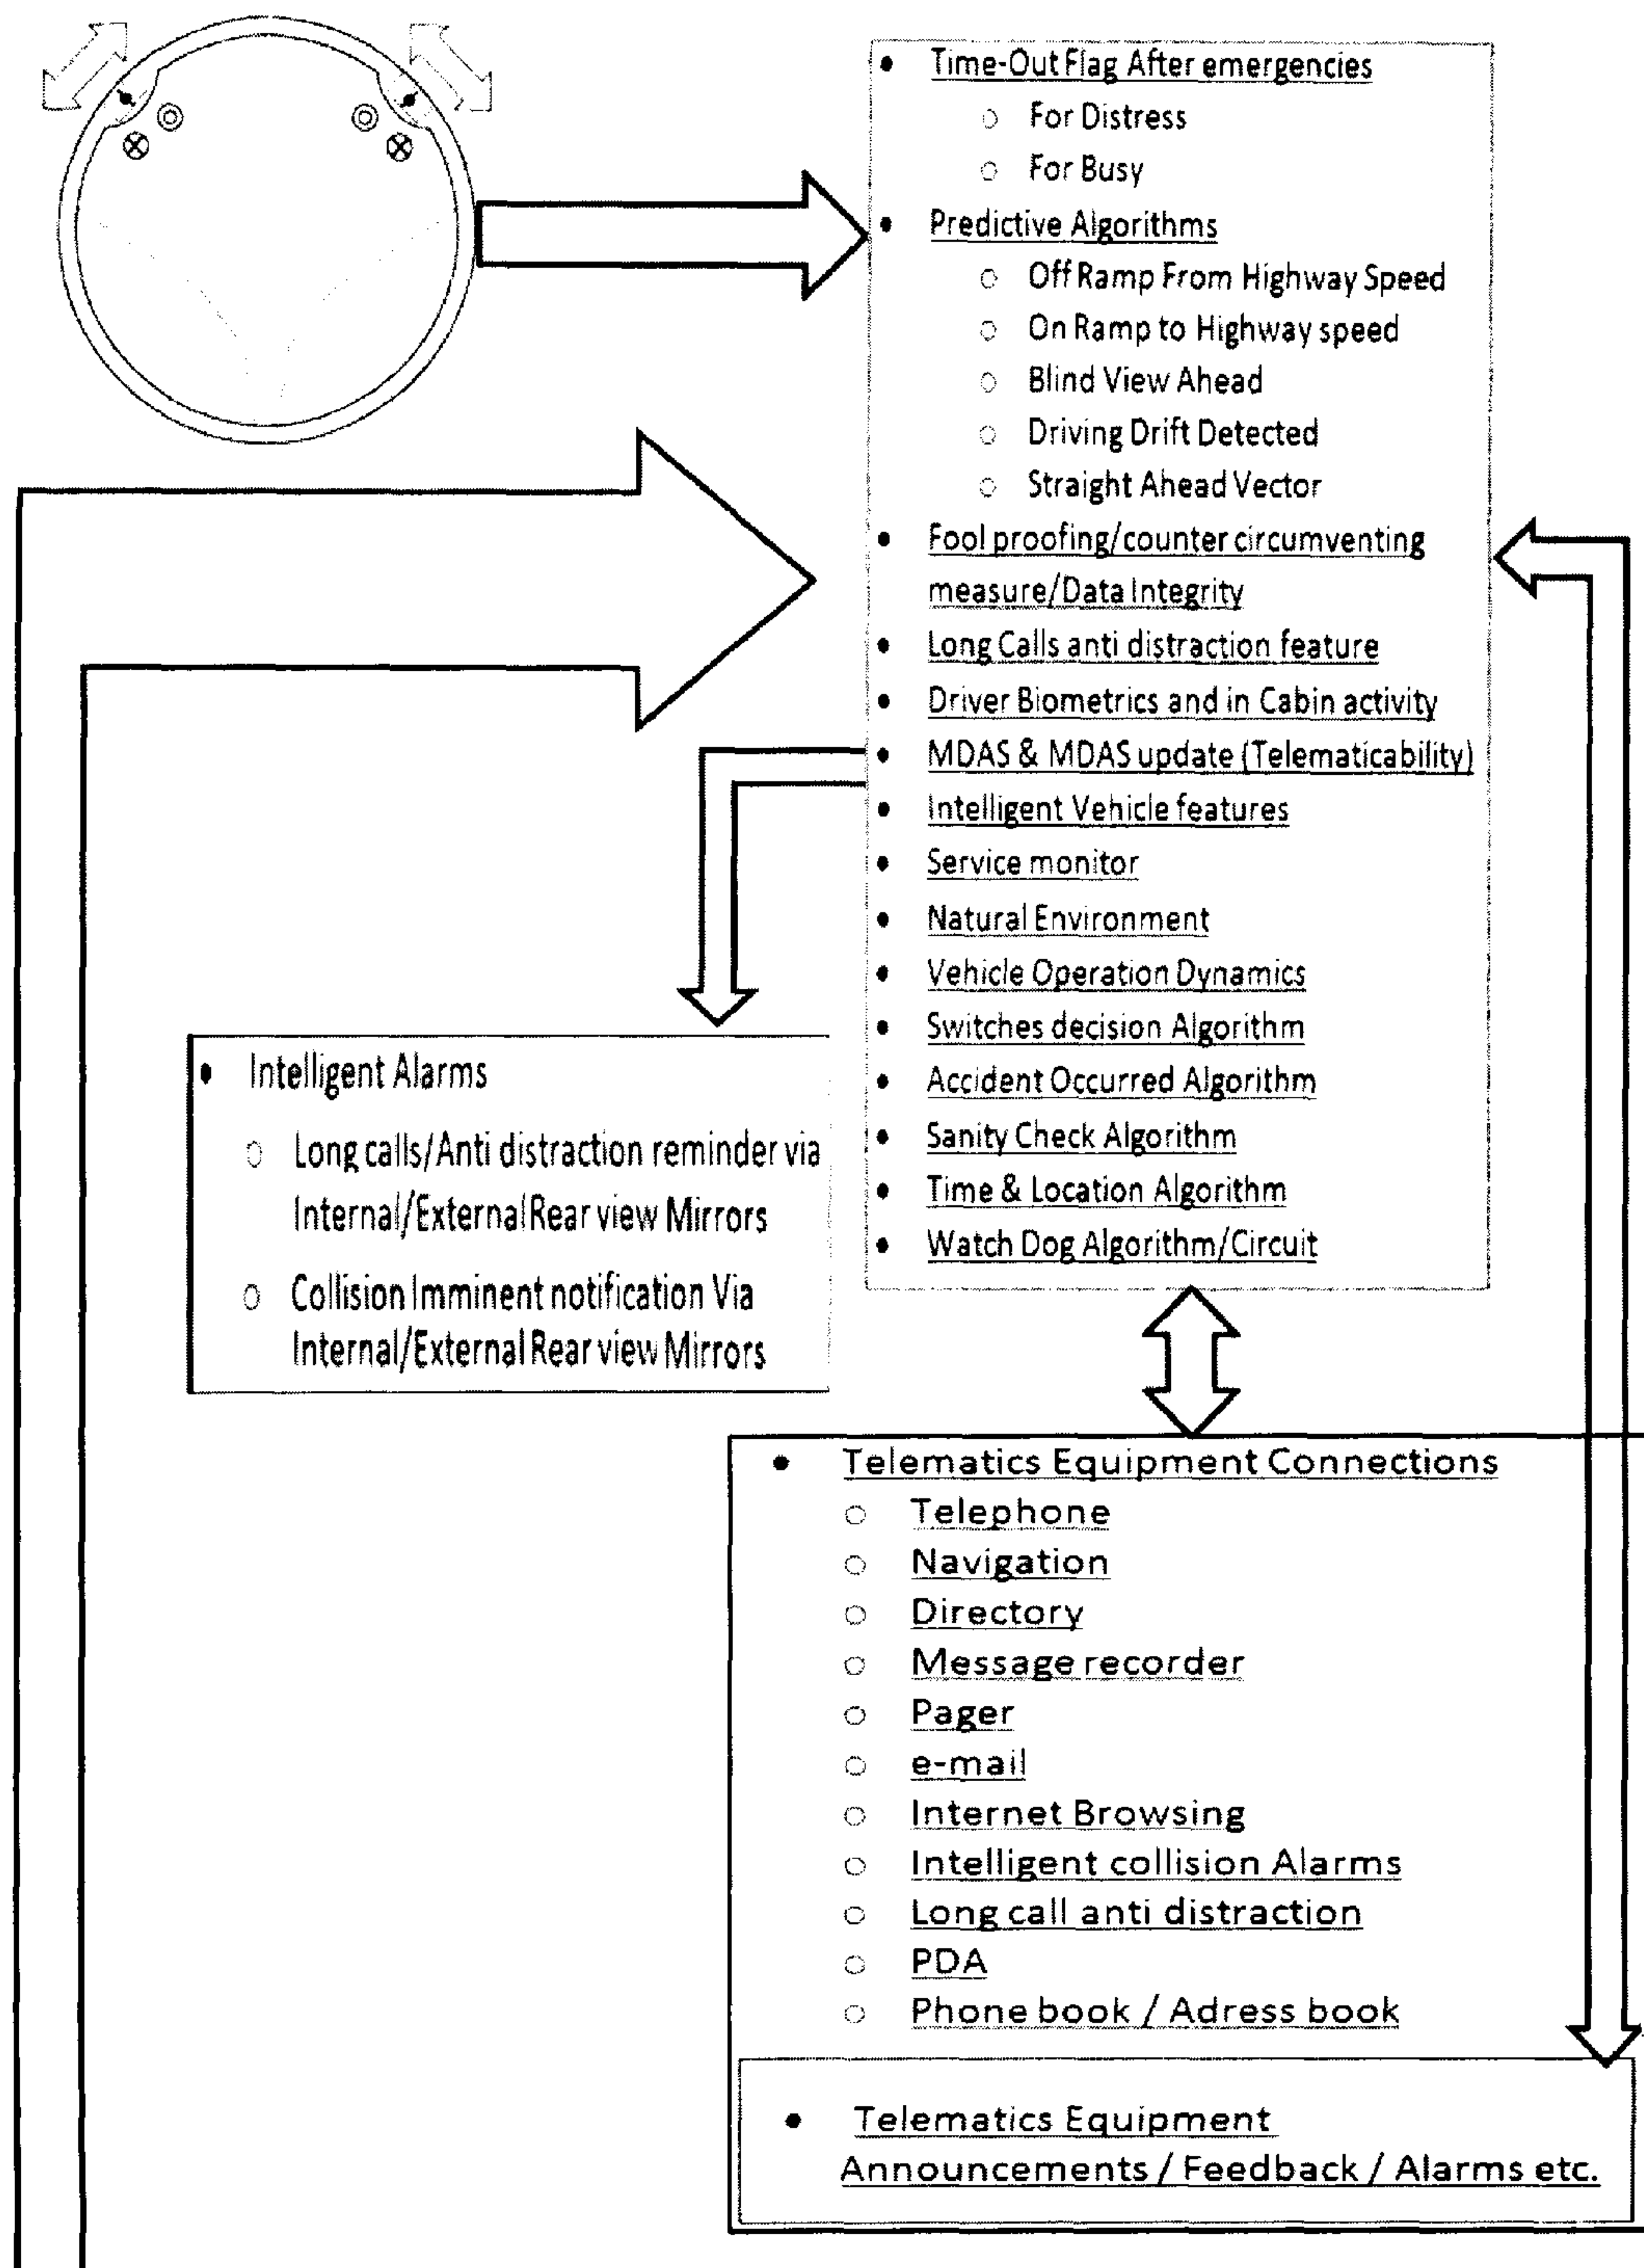 • Time-Out Flag After emergencies
○ For Distress
○ For Busy
• Predictive Algorithms
○ Off Ramp From Highway Speed
○ On Ramp to Highway speed
○ Blind View Ahead
○ Driving Drift Detected
○ Straight Ahead Vector
• Fool proofing/counter circumventing
measure/Data Integrity
• Long Calls anti distraction feature
• Driver Biometrics and in Cabin activity
• MDAS & MDAS update (Telematicability)
• Intelligent Vehicle features
• Service monitor
• Natural Environment
• Vehicle Operation Dynamics
• Switches decision Algorithm
• Accident Occurred Algorithm
• Sanity Check Algorithm
• Time & Location Algorithm
• Watch Dog Algorithm/Circuit
• Intelligent Alarms
○ Long calls/Anti distraction reminder via
Internal/External Rear view Mirrors
○ Collision Imminent notification Via
Internal/External Rear view Mirrors
• Telematics Equipment Connections
○ Telephone
○ Navigation
○ Directory
○ Message recorder
○ Pager
○ e-mail
○ Internet Browsing
○ Intelligent collision Alarms
○ Long call anti distraction
○ PDA
○ Phone book / Adress book
• Telematics Equipment
Announcements / Feedback / Alarms etc.